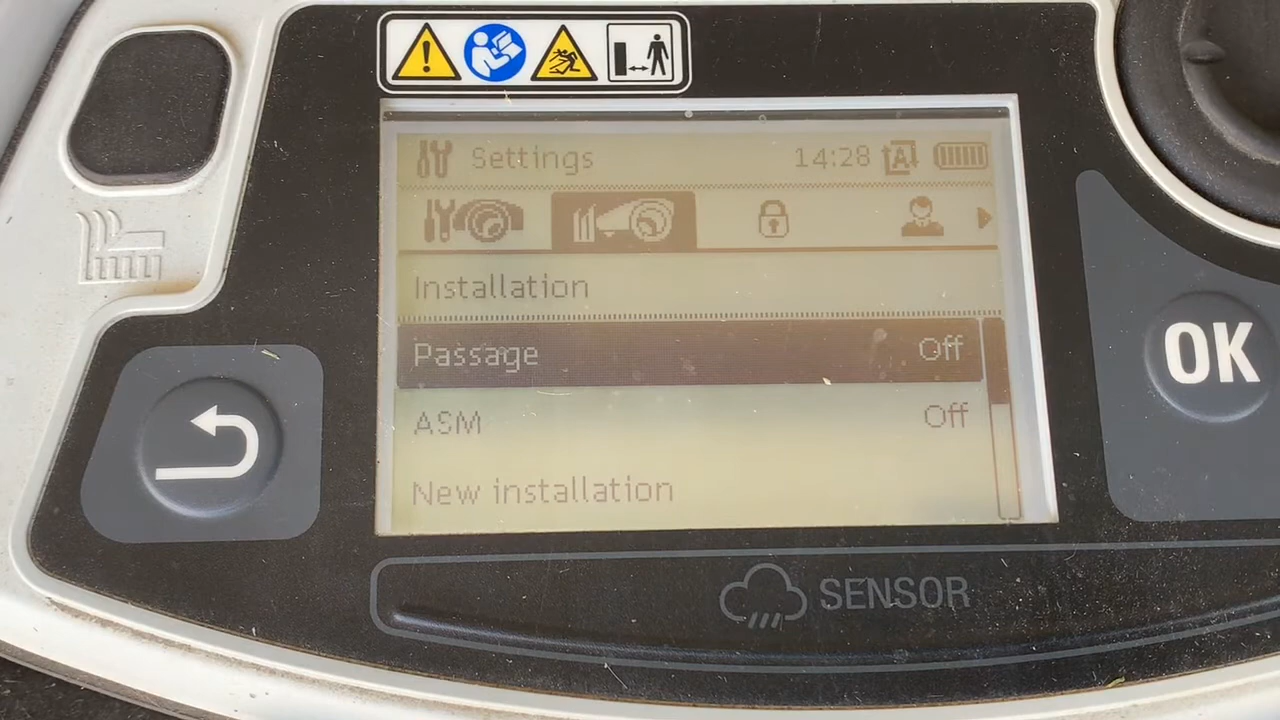 Settings 14:28 A
Installation
Passage Off
ASM Off
New installation
OK
SENSOR